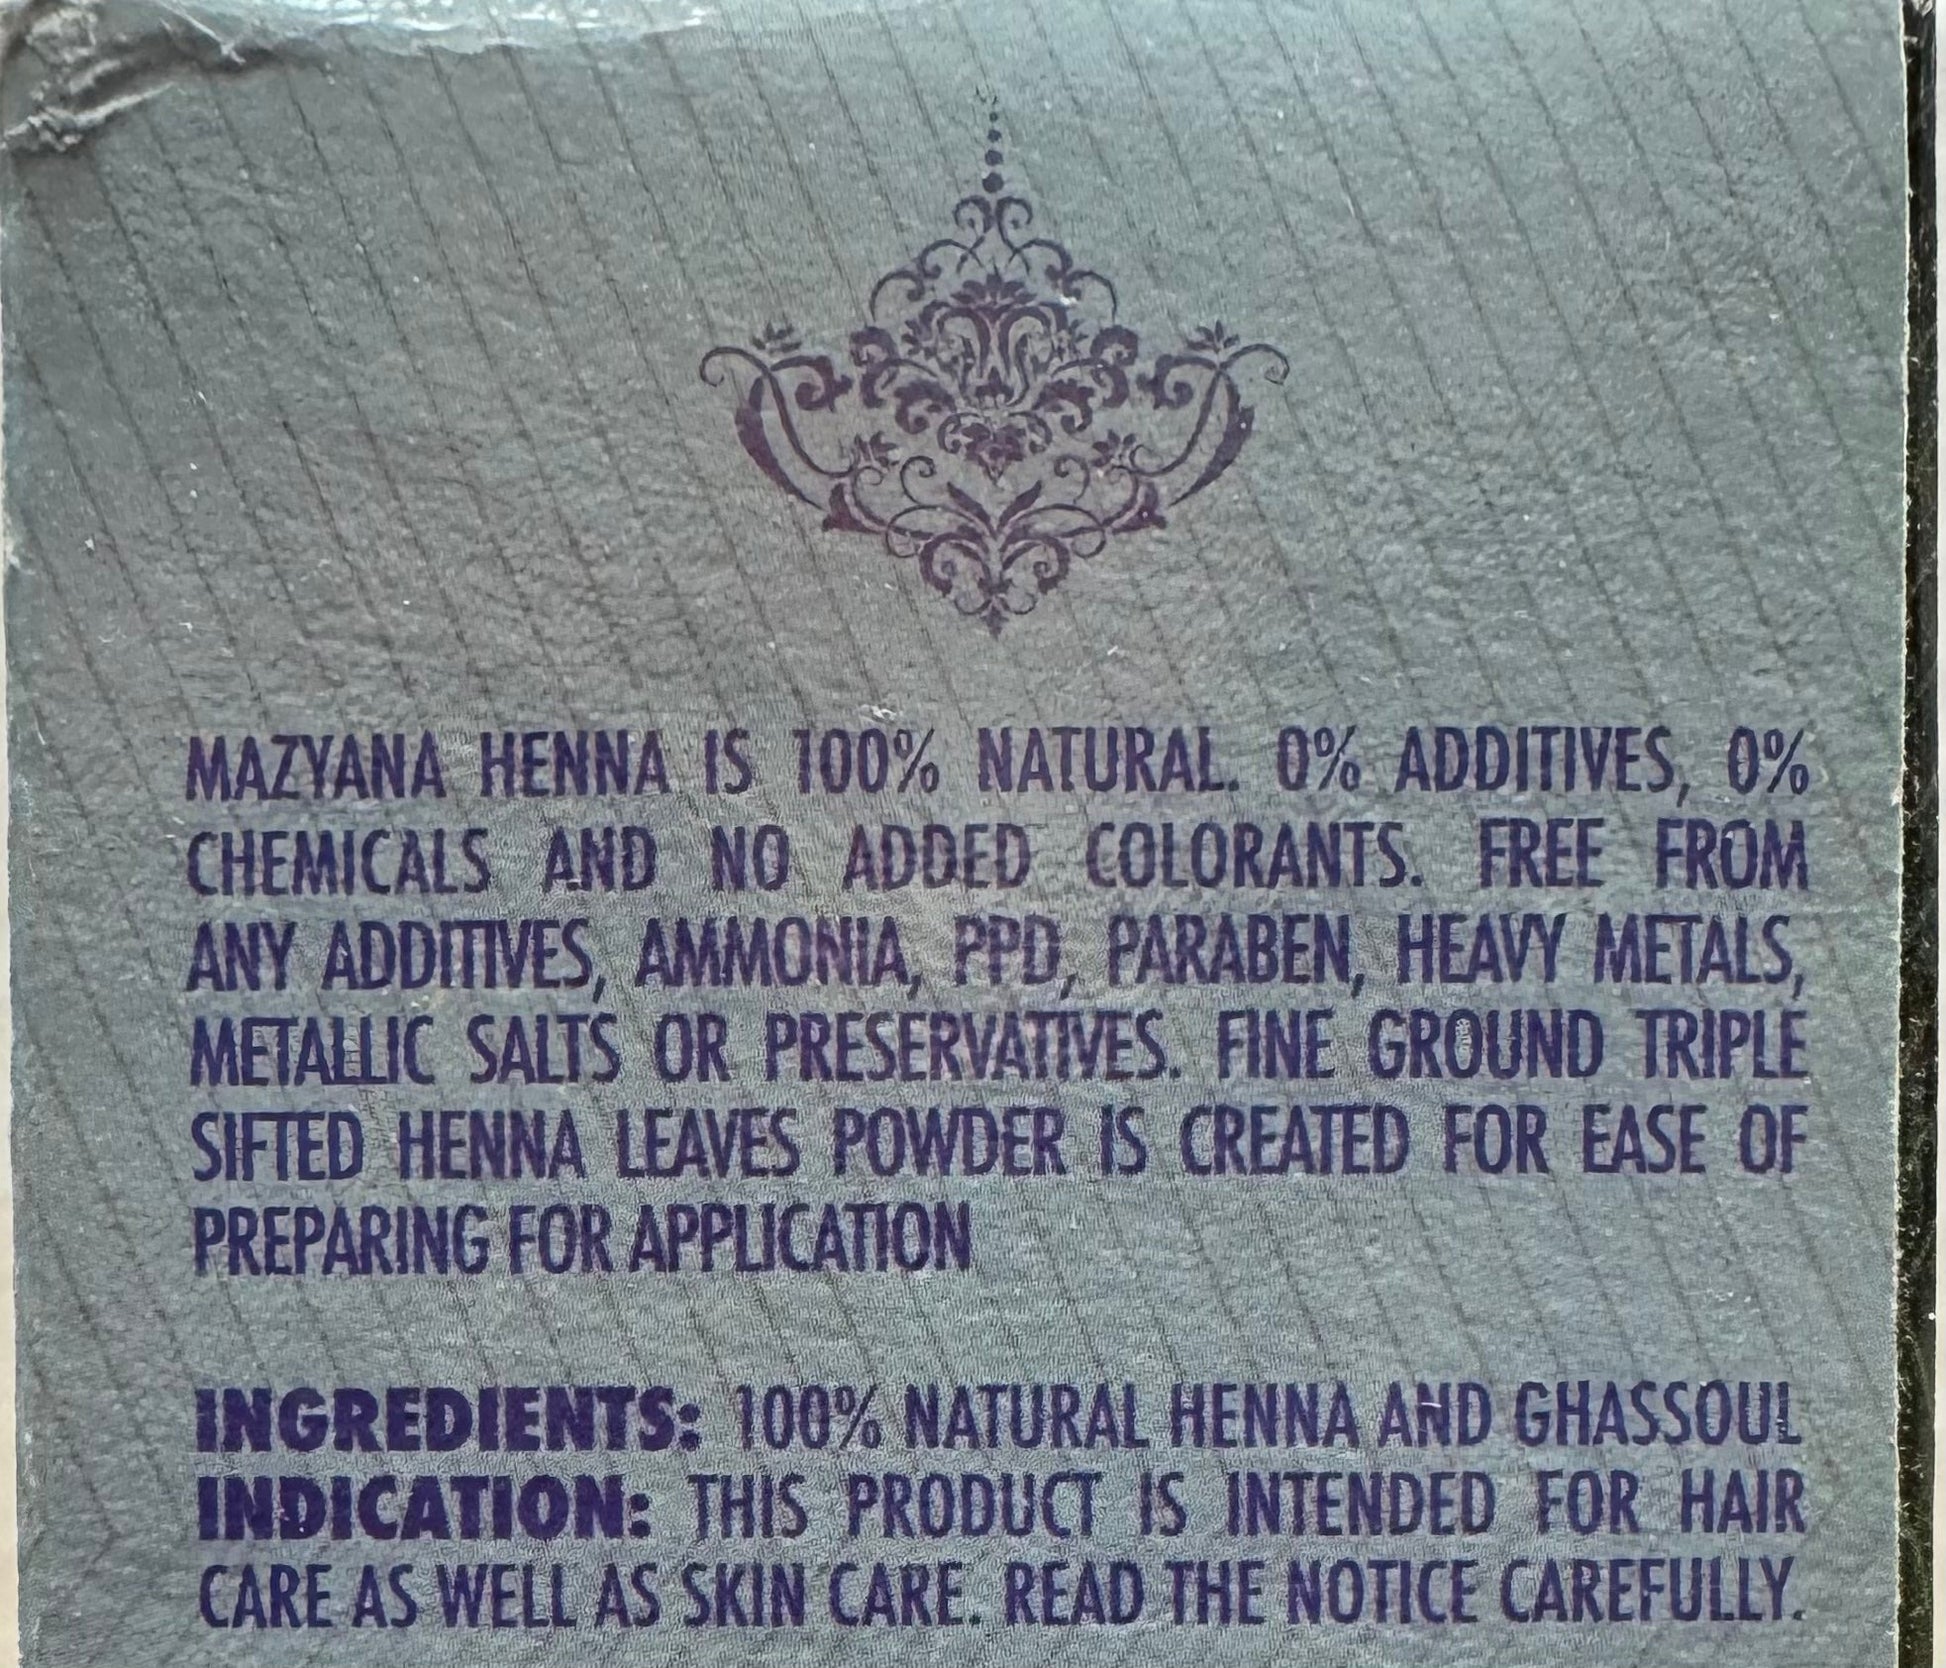 MAZYANA HENNA IS 100% NATURAL. 0% ADDITIVES, 0%
CHEMICALS AND NO ADDED COLORANTS. FREE FROM
ANY ADDITIVES, AMMONIA, PPD, PARABEN, HEAVY METALS,
METALLIC SALTS OR PRESERVATIVES. FINE GROUND TRIPLE
SIFTED HENNA LEAVES POWDER IS CREATED FOR EASE OF
PREPARING FOR APPLICATION
INGREDIENTS: 100% NATURAL HENNA AND GHASSOUL
INDICATION: THIS PRODUCT IS INTENDED FOR HAIR
CARE AS WELL AS SKIN CARE. READ THE NOTICE CAREFULLY.